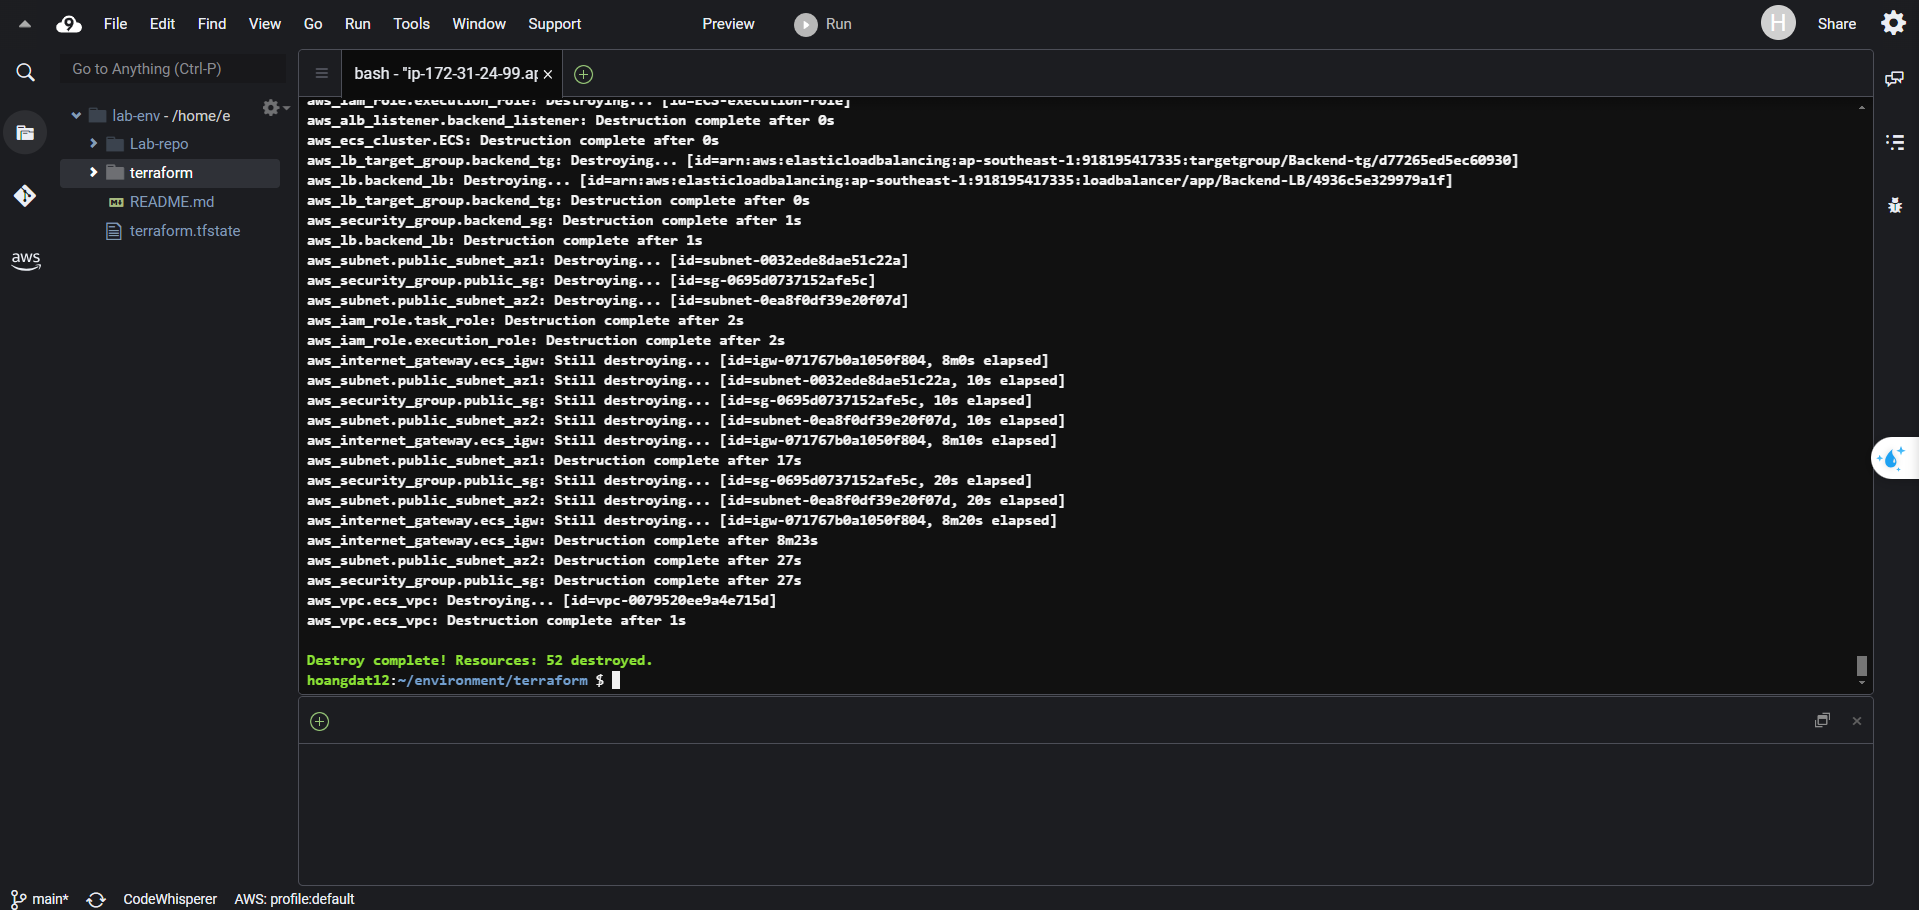 File Edit Find View Go Run Tools Window Support Preview Run H Share
Go to Anything (Ctrl-P)
bash - "ip-172-31-24-99.ap
lab-env - /home/e
Lab-repo
terraform
README.md
terraform.tfstate
aws
aws_iam_role.execution_role: Destroying... [id=ECS-execution-role]
aws_alb_listener.backend_listener: Destruction complete after 0s
aws_ecs_cluster.ECS: Destruction complete after 0s
aws_lb_target_group.backend_tg: Destroying... [id=arn:aws:elasticloadbalancing:ap-southeast-1:918195417335:targetgroup/Backend-tg/d77265ed5ec60930]
aws_lb.backend_lb: Destroying... [id=arn:aws:elasticloadbalancing:ap-southeast-1:918195417335:loadbalancer/app/Backend-LB/4936c5e329979a1f]
aws_lb_target_group.backend_tg: Destruction complete after 0s
aws_security_group.backend_sg: Destruction complete after 1s
aws_lb.backend_lb: Destruction complete after 1s
aws_subnet.public_subnet_az1: Destroying... [id=subnet-0032ede8dae51c22a]
aws_security_group.public_sg: Destroying... [id=sg-0695d0737152afe5c]
aws_subnet.public_subnet_az2: Destroying... [id=subnet-0ea8f0df39e20f07d]
aws_iam_role.task_role: Destruction complete after 2s
aws_iam_role.execution_role: Destruction complete after 2s
aws_internet_gateway.ecs_igw: Still destroying... [id=igw-071767b0a1050f804, 8m0s elapsed]
aws_subnet.public_subnet_az1: Still destroying... [id=subnet-0032ede8dae51c22a, 10s elapsed]
aws_security_group.public_sg: Still destroying... [id=sg-0695d0737152afe5c, 10s elapsed]
aws_subnet.public_subnet_az2: Still destroying... [id=subnet-0ea8f0df39e20f07d, 10s elapsed]
aws_internet_gateway.ecs_igw: Still destroying... [id=igw-071767b0a1050f804, 8m10s elapsed]
aws_subnet.public_subnet_az1: Destruction complete after 17s
aws_security_group.public_sg: Still destroying... [id=sg-0695d0737152afe5c, 20s elapsed]
aws_subnet.public_subnet_az2: Still destroying... [id=subnet-0ea8f0df39e20f07d, 20s elapsed]
aws_internet_gateway.ecs_igw: Still destroying... [id=igw-071767b0a1050f804, 8m20s elapsed]
aws_internet_gateway.ecs_igw: Destruction complete after 8m23s
aws_subnet.public_subnet_az2: Destruction complete after 27s
aws_security_group.public_sg: Destruction complete after 27s
aws_vpc.ecs_vpc: Destroying... [id=vpc-0079520ee9a4e715d]
aws_vpc.ecs_vpc: Destruction complete after 1s
Destroy complete! Resources: 52 destroyed.
hoangdat12:~/environment/terraform $
main* CodeWhisperer AWS: profile:default